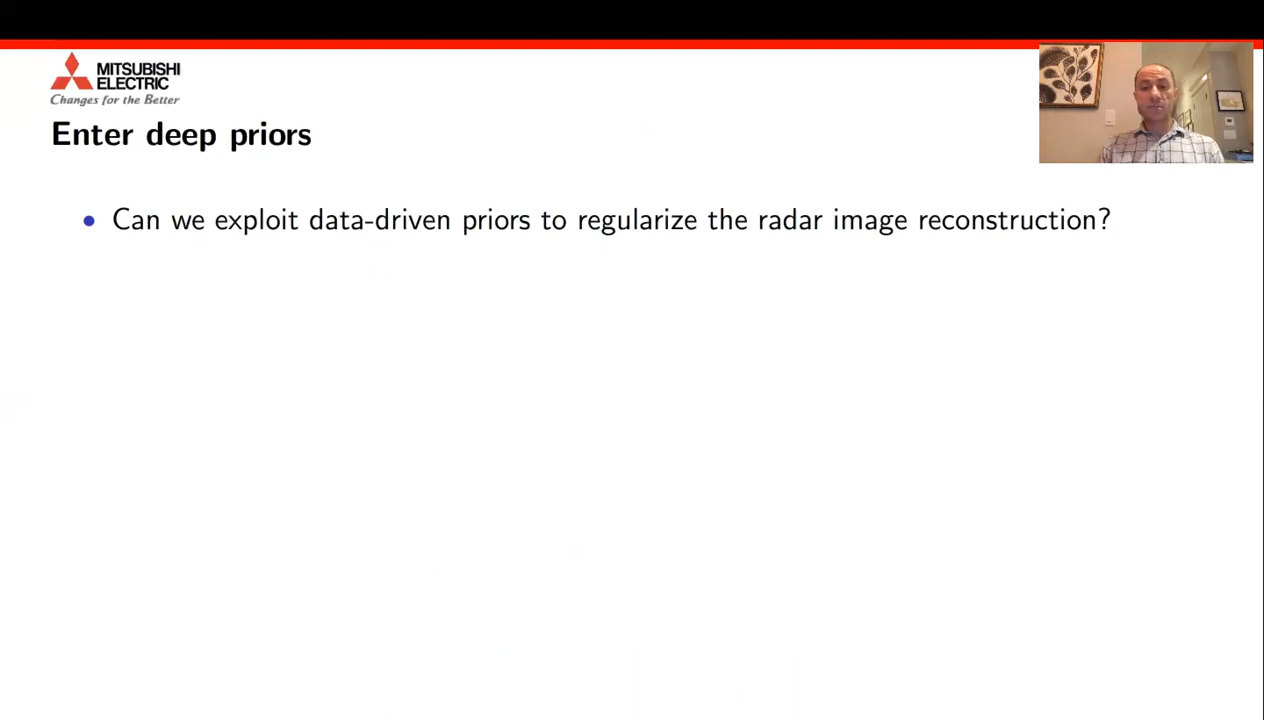 MITSUBISHI
ELECTRIC
Changes for the Better
Enter deep priors
• Can we exploit data-driven priors to regularize the radar image reconstruction?